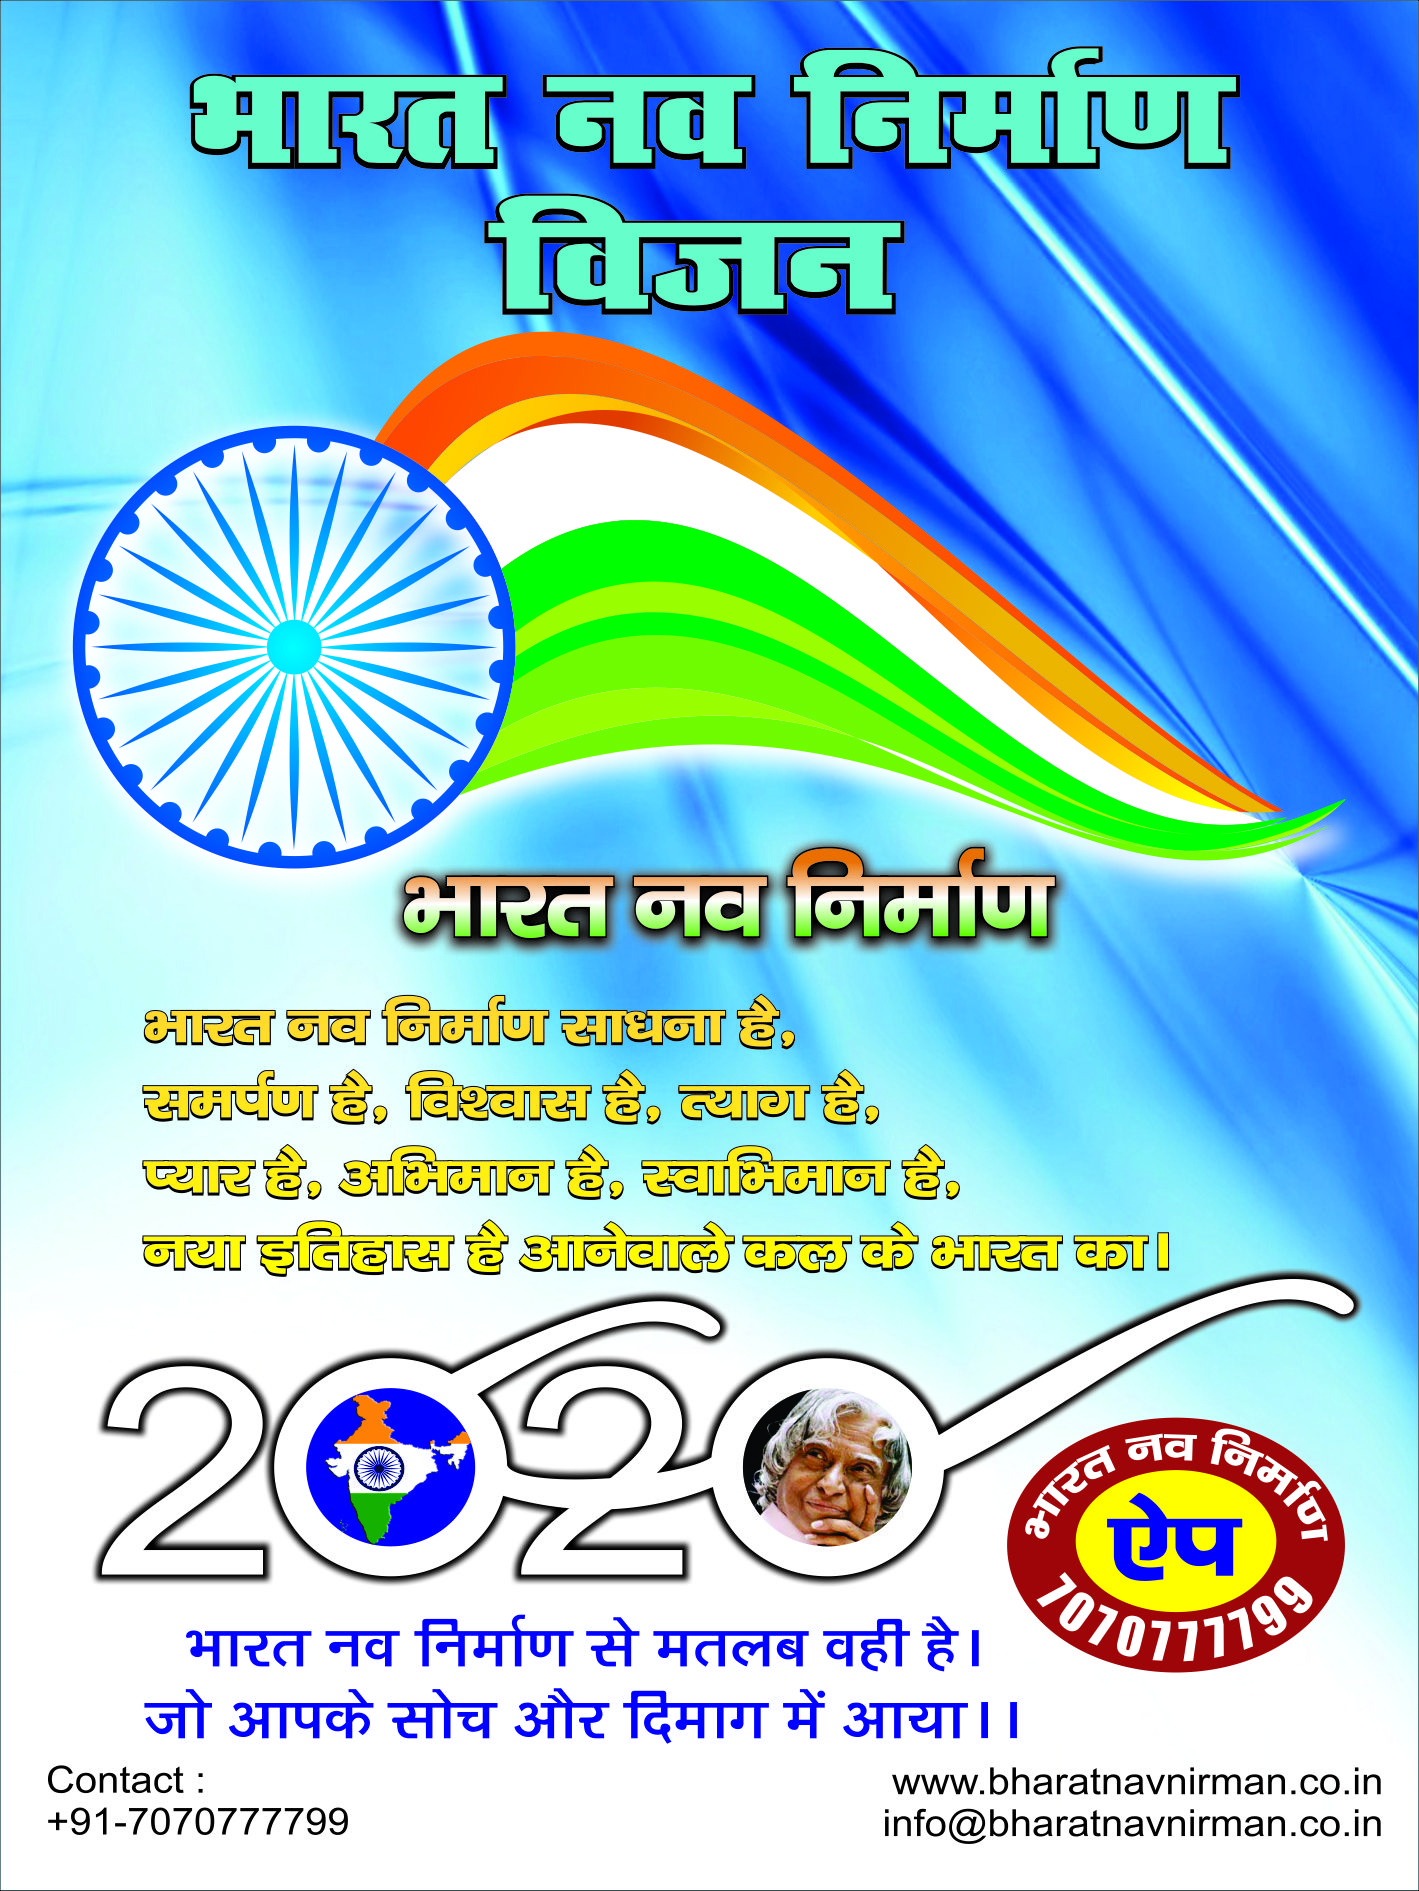 भारत नव निर्माण
विजन
भारत नव निर्माण
भारत नव निर्माण साधना है,
समर्पण है, विश्वास है, त्याग है,
प्यार है, अभिमान है, स्वाभिमान है,
नया इतिहास है आनेवाले कल के भारत का।
2020
भारत नव निर्माण
ऐप
7070777799
भारत नव निर्माण से मतलब वही है।
जो आपके सोच और दिमाग में आया।।
Contact :
+91-7070777799
www.bharatnavnirman.co.in
info@bharatnavnirman.co.in